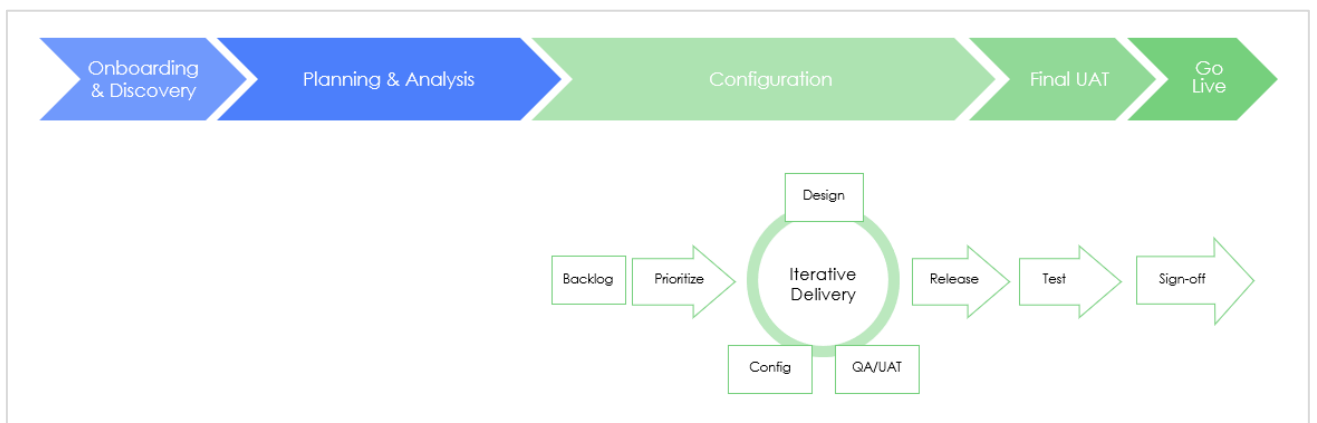 Onboarding
& Discovery
Planning & Analysis
Configuration
Final UAT
Go
Live
Design
Backlog
Prioritize
Iterative
Delivery
Release
Test
Sign-off
Config
QA/UAT